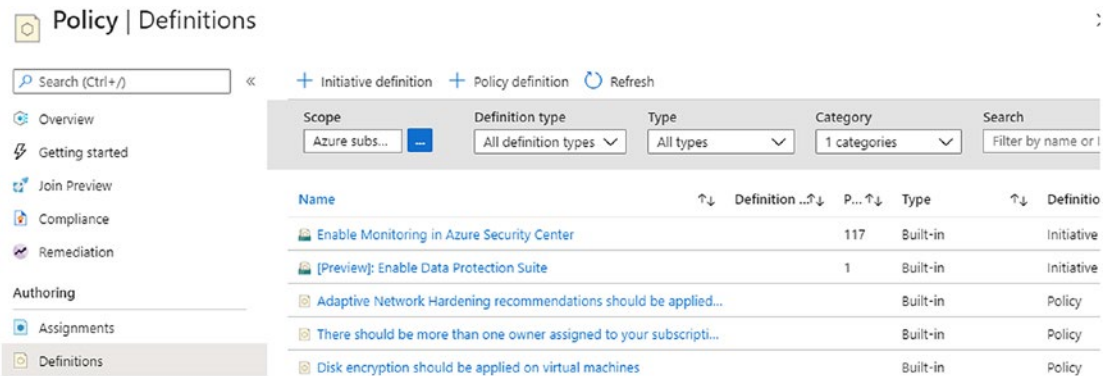 Policy | Definitions
Search (Ctrl+/)
«
Overview
Getting started
Join Preview
Compliance
Remediation
Authoring
Assignments
Definitions
+ Initiative definition + Policy definition Refresh
Scope Definition type Type Category Search
Azure subs... ... All definition types All types 1 categories Filter by name or
Name ↑↓ Definition ...↑↓ P... ↑↓ Type ↑↓ Definitio
Enable Monitoring in Azure Security Center 117 Built-in Initiative
[Preview]: Enable Data Protection Suite 1 Built-in Initiative
Adaptive Network Hardening recommendations should be applied... Built-in Policy
There should be more than one owner assigned to your subscripti... Built-in Policy
Disk encryption should be applied on virtual machines Built-in Policy